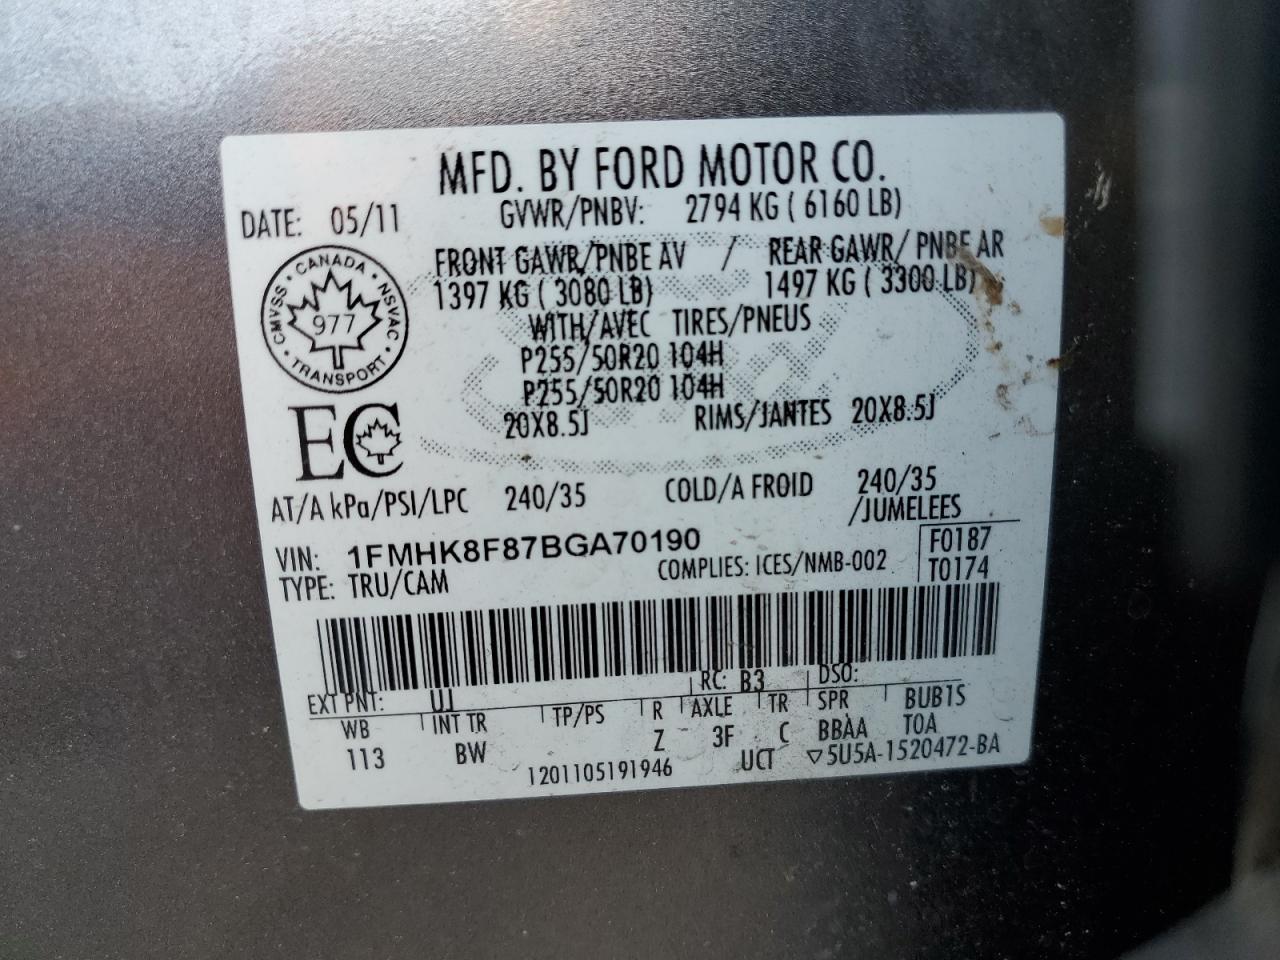 MFD. BY FORD MOTOR CO.
DATE: 05/11 GVWR/PNBV: 2794 KG ( 6160 LB)
FRONT GAWR/PNBE AV / REAR GAWR/ PNBE AR
1397 KG ( 3080 LB) 1497 KG ( 3300 LB)
WITH/AVEC TIRES/PNEUS
P255/50R20 104H
P255/50R20 104H
20X8.5J RIMS/JANTES 20X8.5J
CANADA · NSVAC · TRANSPORT · CMVSS ·
977
EC
AT/A kPa/PSI/LPC 240/35 COLD/A FROID 240/35
/JUMELEES
VIN: 1FMHK8F87BGA70190 F0187
TYPE: TRU/CAM COMPLIES: ICES/NMB-002 T0174
EXT PNT: UJ RC: B3 DSO:
WB INT TR TP/PS R AXLE TR SPR BUB1S
113 BW Z 3F C BBAA TOA
1201105191946 UCT ▽5U5A-1520472-BA